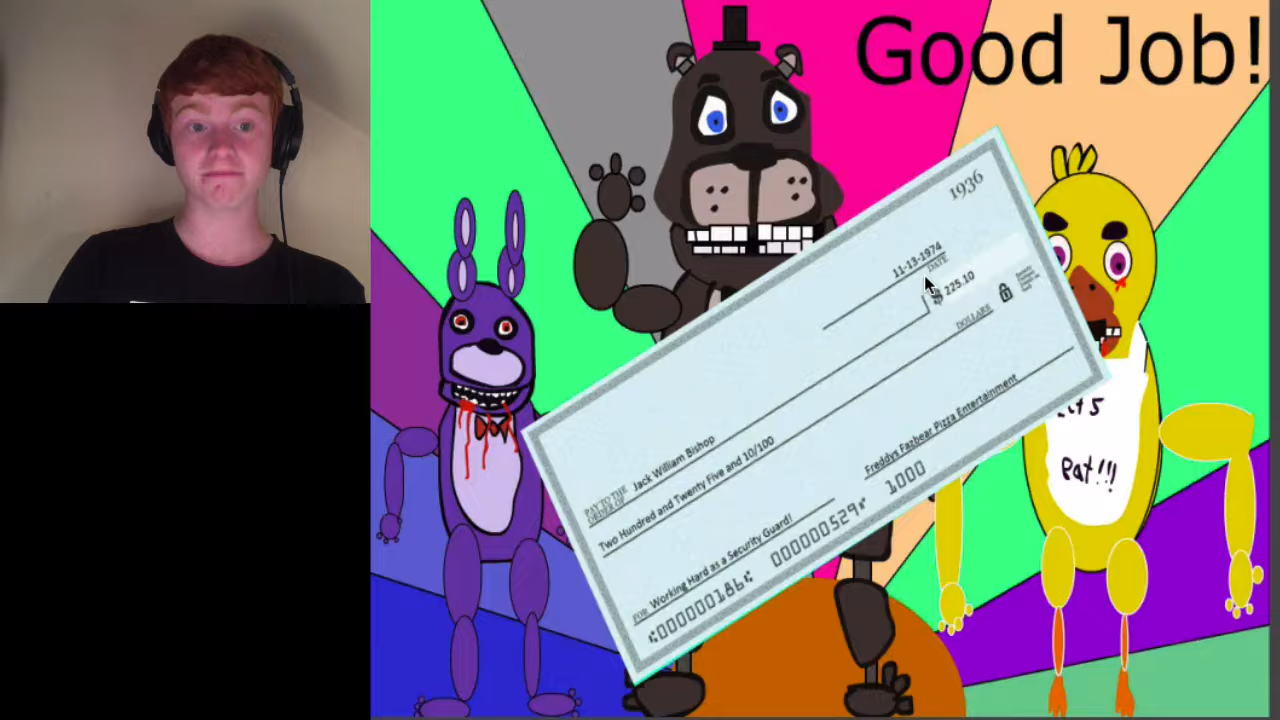 Good Job!
1936
11-13-1974
DATE
$ 225.10
PAY TO THE
ORDER OF
Jack William Bishop
Two Hundred and Twenty Five and 10/100
DOLLARS
Freddys Fazbear Pizza Entertainment
FOR Working Hard as a Security Guard!
⑆000000186⑆ 000000529⑈ 1000
Eat!!!